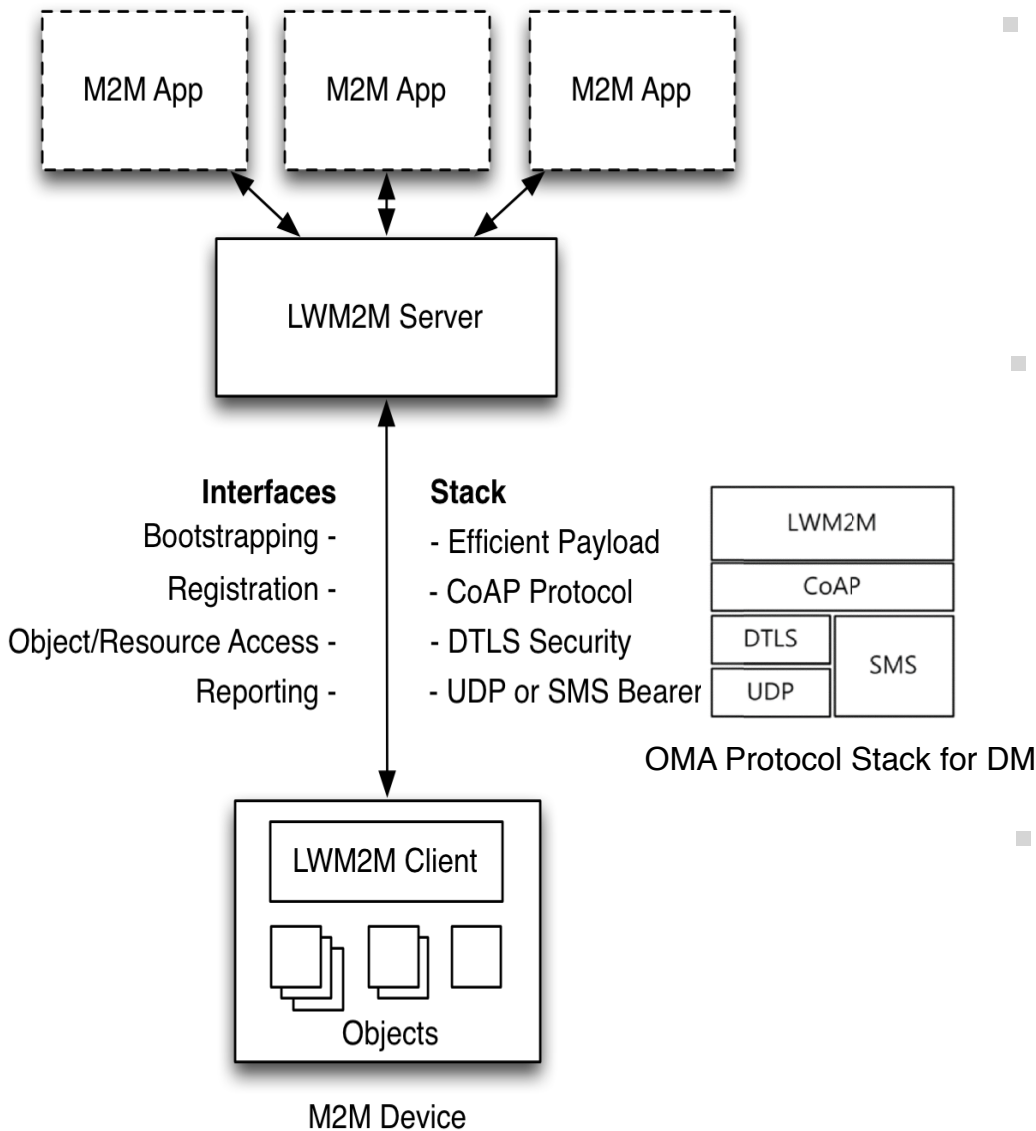 M2M App
M2M App
M2M App
LWM2M Server
Interfaces
Bootstrapping -
Registration -
Object/Resource Access -
Reporting -
Stack
- Efficient Payload
- CoAP Protocol
- DTLS Security
- UDP or SMS Bearer
LWM2M
CoAP
DTLS
UDP
SMS
OMA Protocol Stack for DM
LWM2M Client
Objects
M2M Device